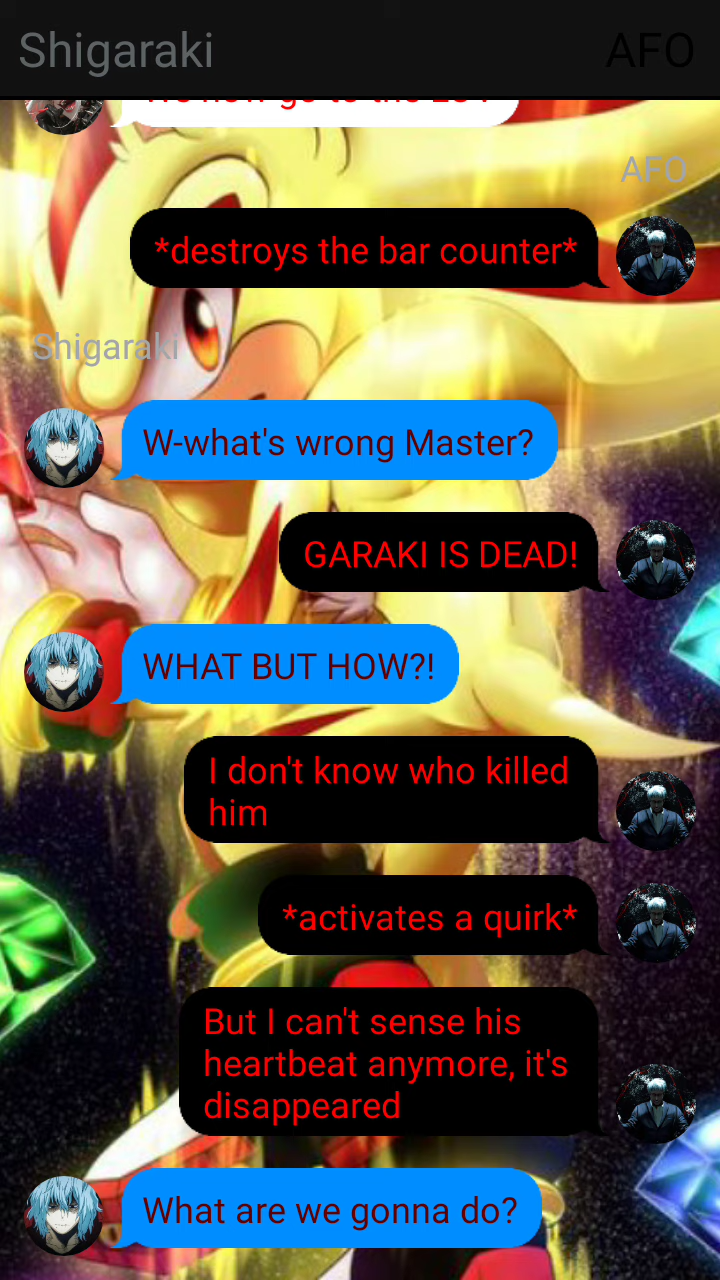 Shigaraki
AFO
AFO
*destroys the bar counter*
Shigaraki
W-what's wrong Master?
GARAKI IS DEAD!
WHAT BUT HOW?!
I don't know who killed
him
*activates a quirk*
But I can't sense his
heartbeat anymore, it's
disappeared
What are we gonna do?